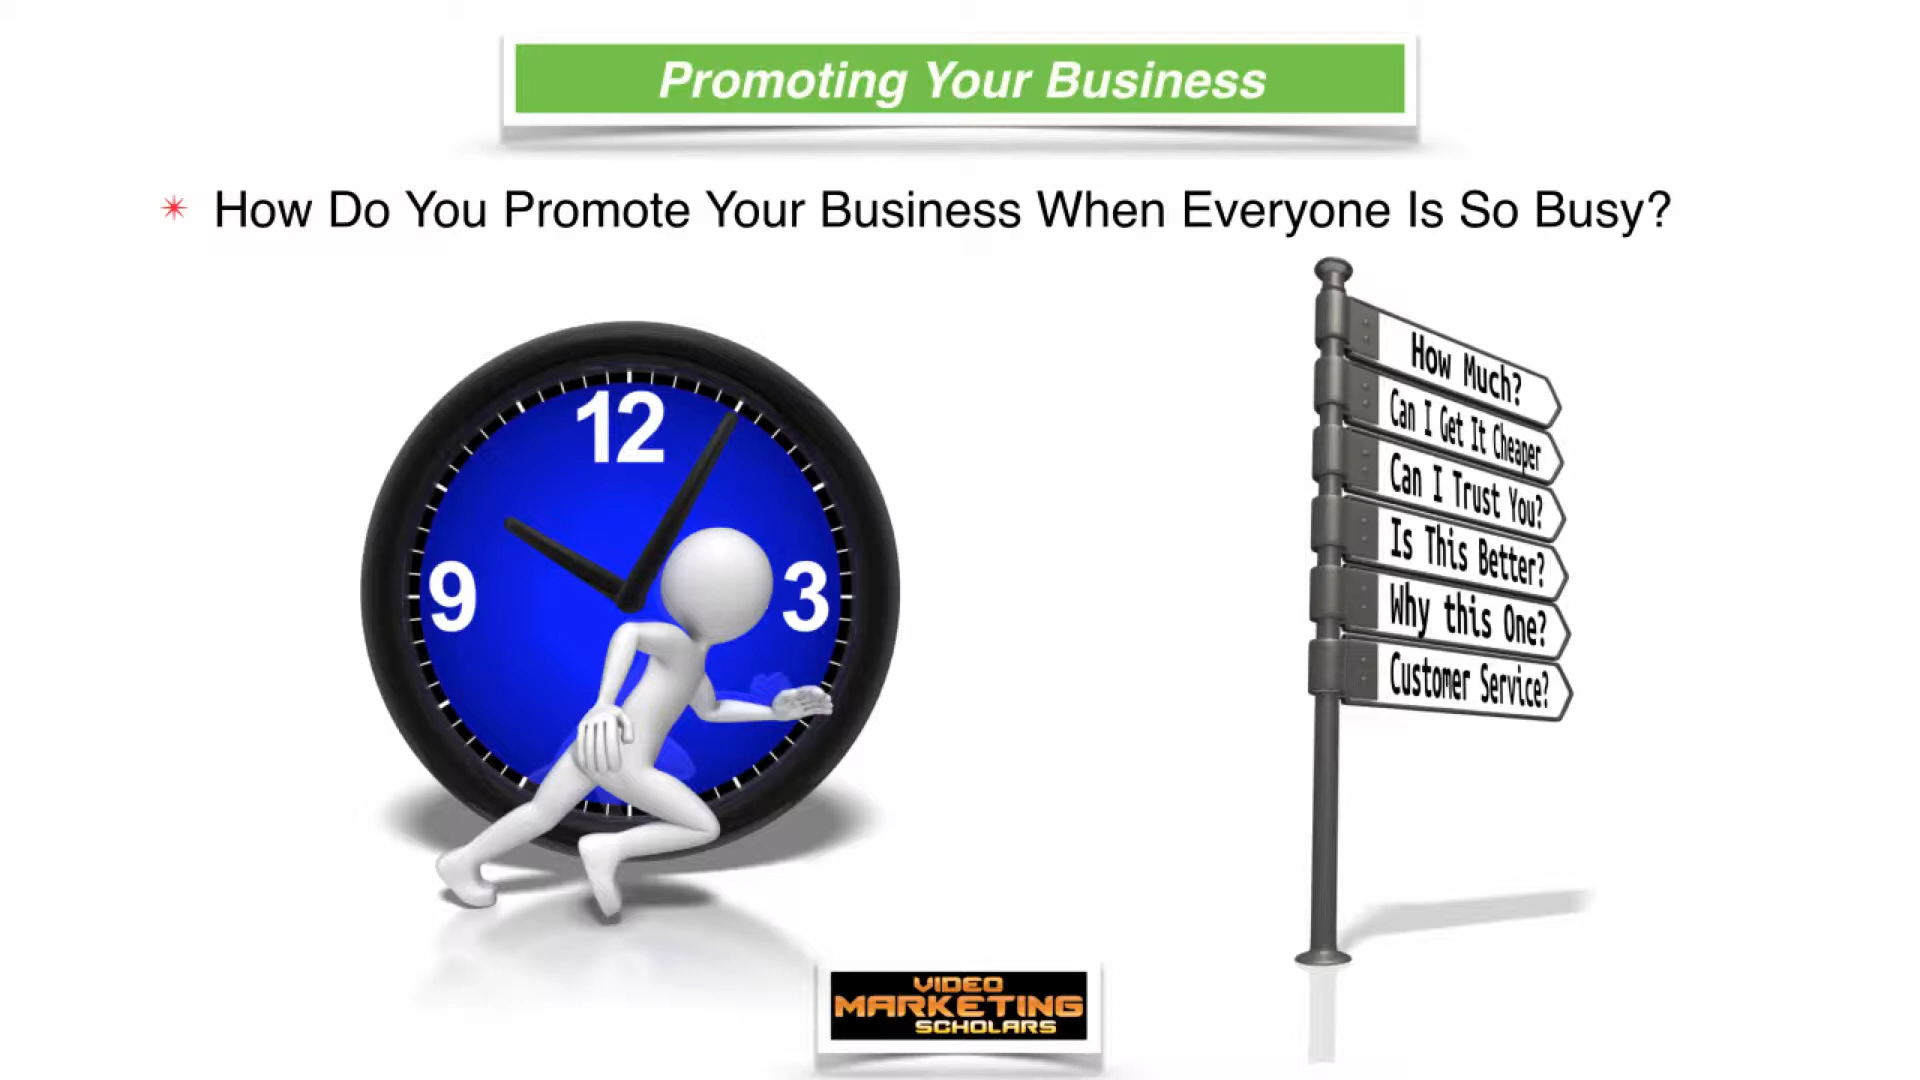 Promoting Your Business
How Do You Promote Your Business When Everyone Is So Busy?
12
9
3
How Much?
Can I Get It Cheaper
Can I Trust You?
Is This Better?
Why this One?
Customer Service?
VIDEO
MARKETING
SCHOLARS